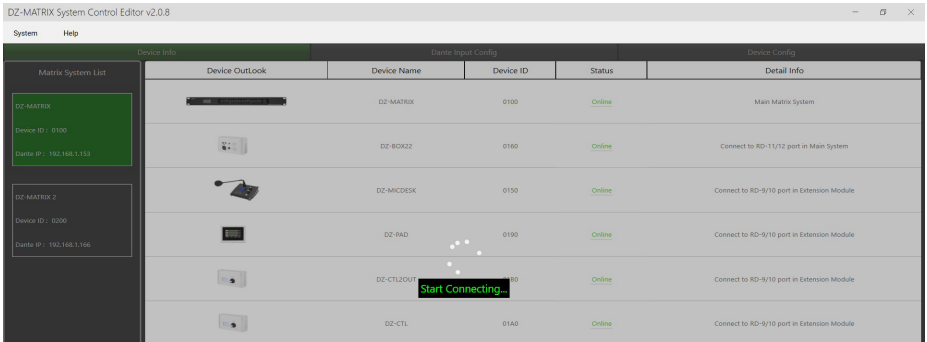 DZ-MATRIX System Control Editor v2.0.8
System Help
Device Info Dante Input Config Device Config
Matrix System List
DZ-MATRIX
Device ID : 0100
Dante IP : 192.168.1.153
DZ-MATRIX 2
Device ID : 0200
Dante IP : 192.168.1.166
Device OutLook Device Name Device ID Status Detail Info
DZ-MATRIX 0100 Online Main Matrix System
DZ-BOX22 0160 Online Connect to RD-11/12 port in Main System
DZ-MICDESK 0150 Online Connect to RD-9/10 port in Extension Module
DZ-PAD 0190 Online Connect to RD-9/10 port in Extension Module
DZ-CTL2OUT Online Connect to RD-9/10 port in Extension Module
Start Connecting...
DZ-CTL 01A0 Online Connect to RD-9/10 port in Extension Module